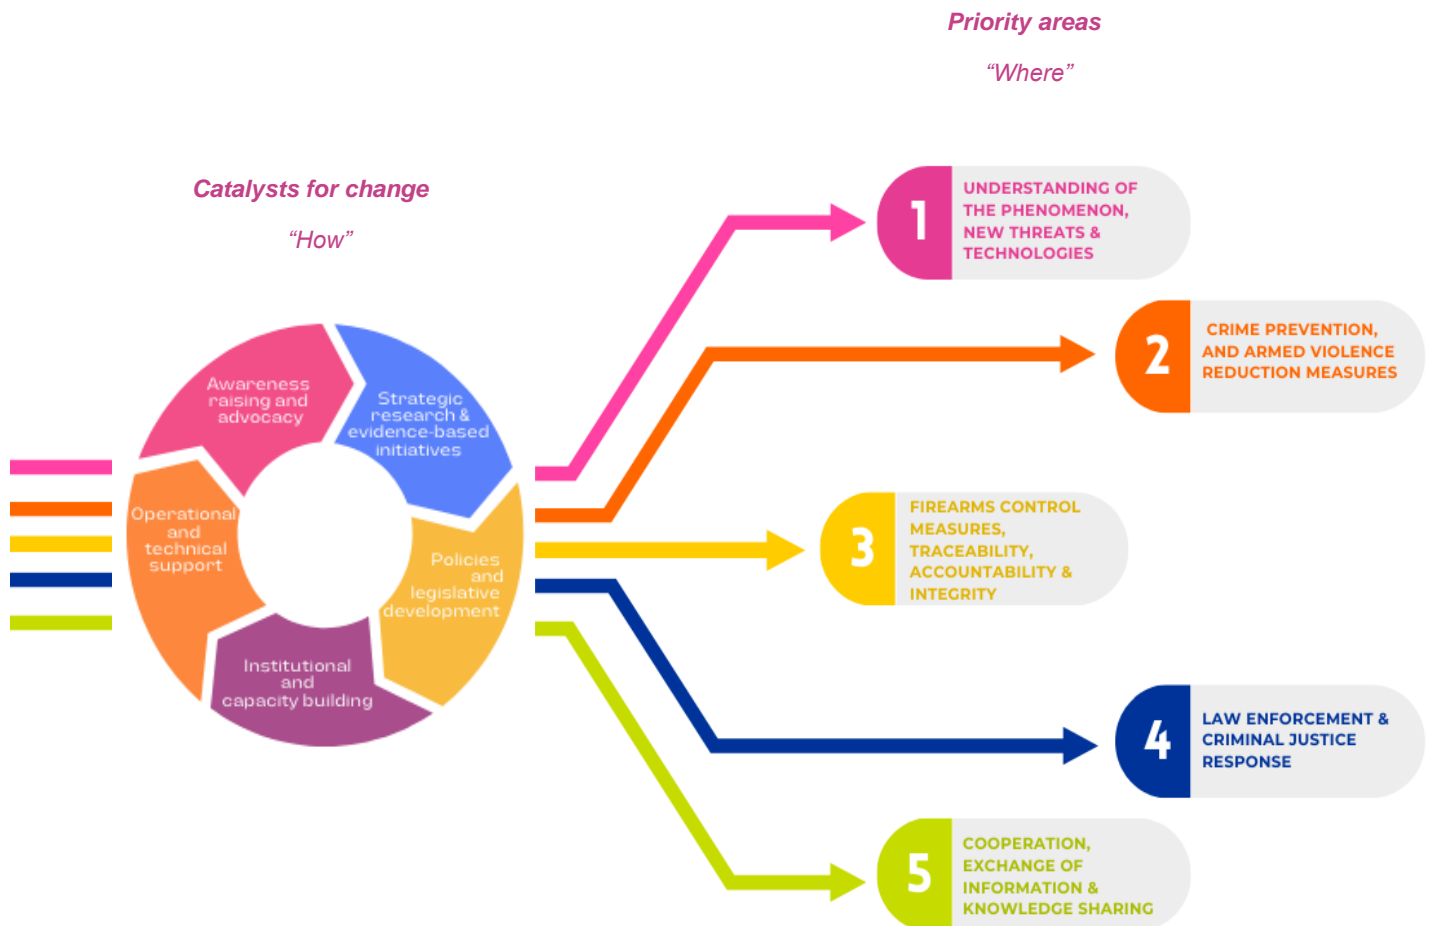 Priority areas
“Where”
Catalysts for change
“How”
Awareness
raising and
advocacy
Strategic
research &
evidence-based
initiatives
Operational
and
technical
support
Policies
and
legislative
development
Institutional
and
capacity building
1
UNDERSTANDING OF
THE PHENOMENON,
NEW THREATS &
TECHNOLOGIES
2
CRIME PREVENTION,
AND ARMED VIOLENCE
REDUCTION MEASURES
3
FIREARMS CONTROL
MEASURES,
TRACEABILITY,
ACCOUNTABILITY &
INTEGRITY
4
LAW ENFORCEMENT &
CRIMINAL JUSTICE
RESPONSE
5
COOPERATION,
EXCHANGE OF
INFORMATION &
KNOWLEDGE SHARING